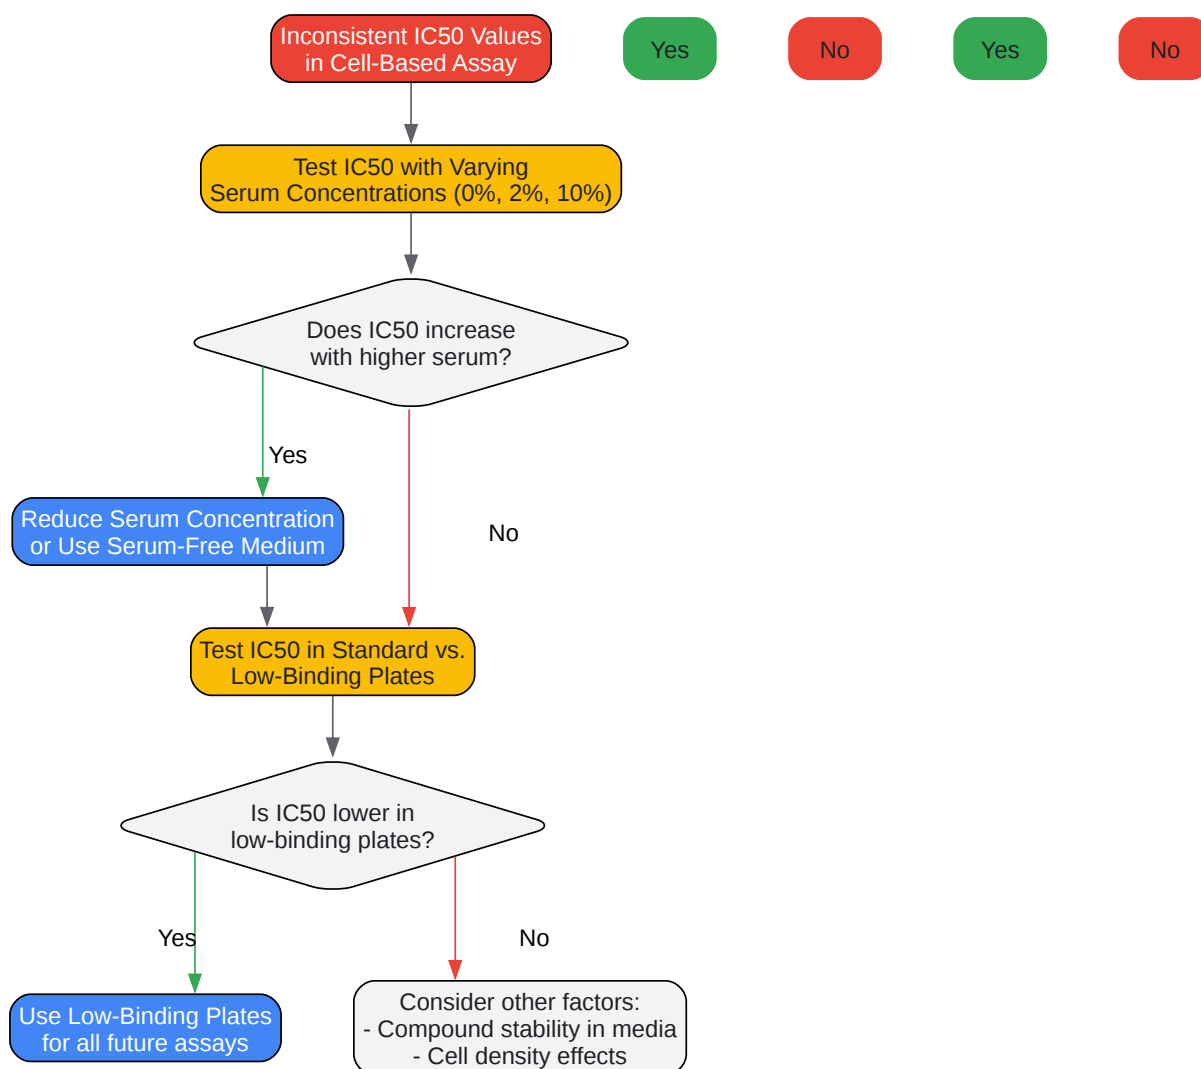 Inconsistent IC50 Values
in Cell-Based Assay
Yes
No
Yes
No
Test IC50 with Varying
Serum Concentrations (0%, 2%, 10%)
Does IC50 increase
with higher serum?
Yes
Reduce Serum Concentration
or Use Serum-Free Medium
No
Test IC50 in Standard vs.
Low-Binding Plates
Is IC50 lower in
low-binding plates?
Yes
No
Use Low-Binding Plates
for all future assays
Consider other factors:
- Compound stability in media
- Cell density effects